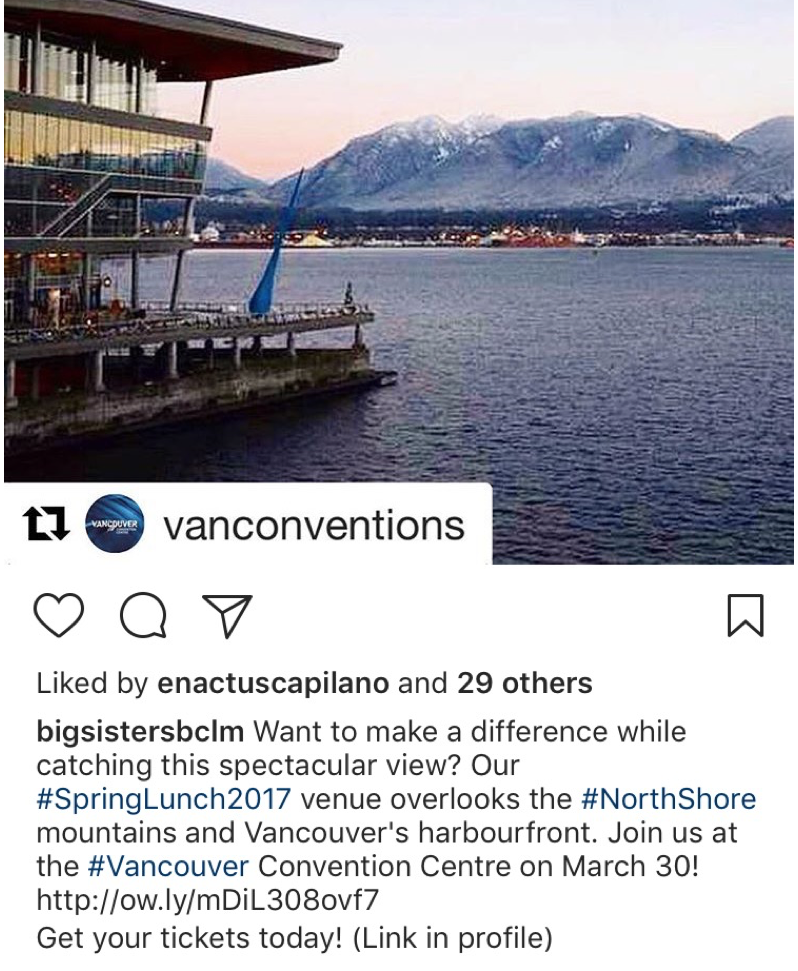 VANCOUVER
vanconventions
Liked by enactuscapilano and 29 others
bigsistersbclm Want to make a difference while
catching this spectacular view? Our
#SpringLunch2017 venue overlooks the #NorthShore
mountains and Vancouver's harbourfront. Join us at
the #Vancouver Convention Centre on March 30!
http://ow.ly/mDiL308ovf7
Get your tickets today! (Link in profile)